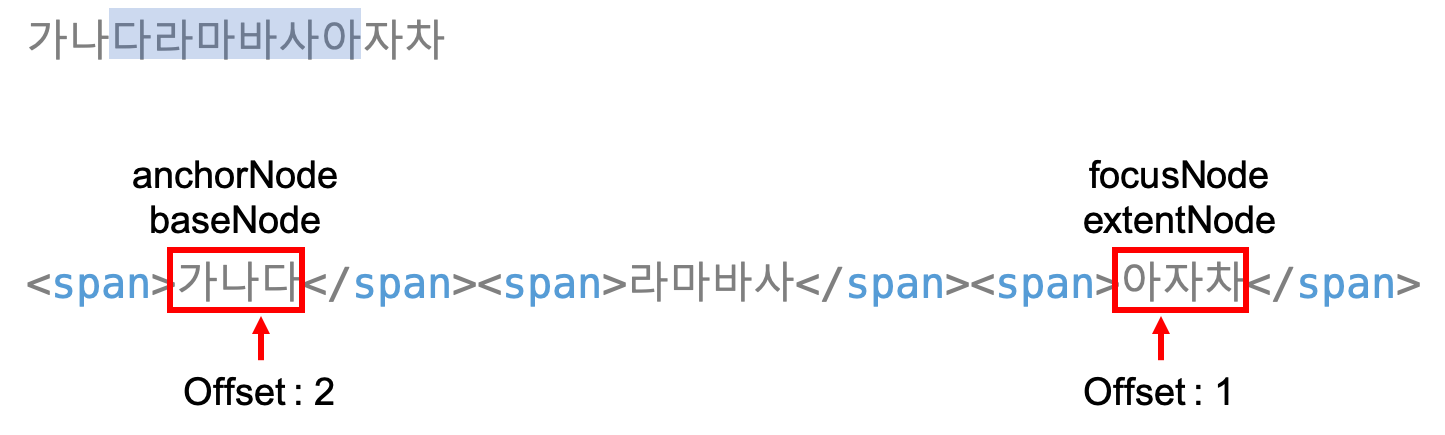 가나다라마바사아자차
anchorNode
baseNode
focusNode
extentNode
<span>가나다</span><span>라마바사</span><span>아자차</span>
Offset : 2
Offset : 1